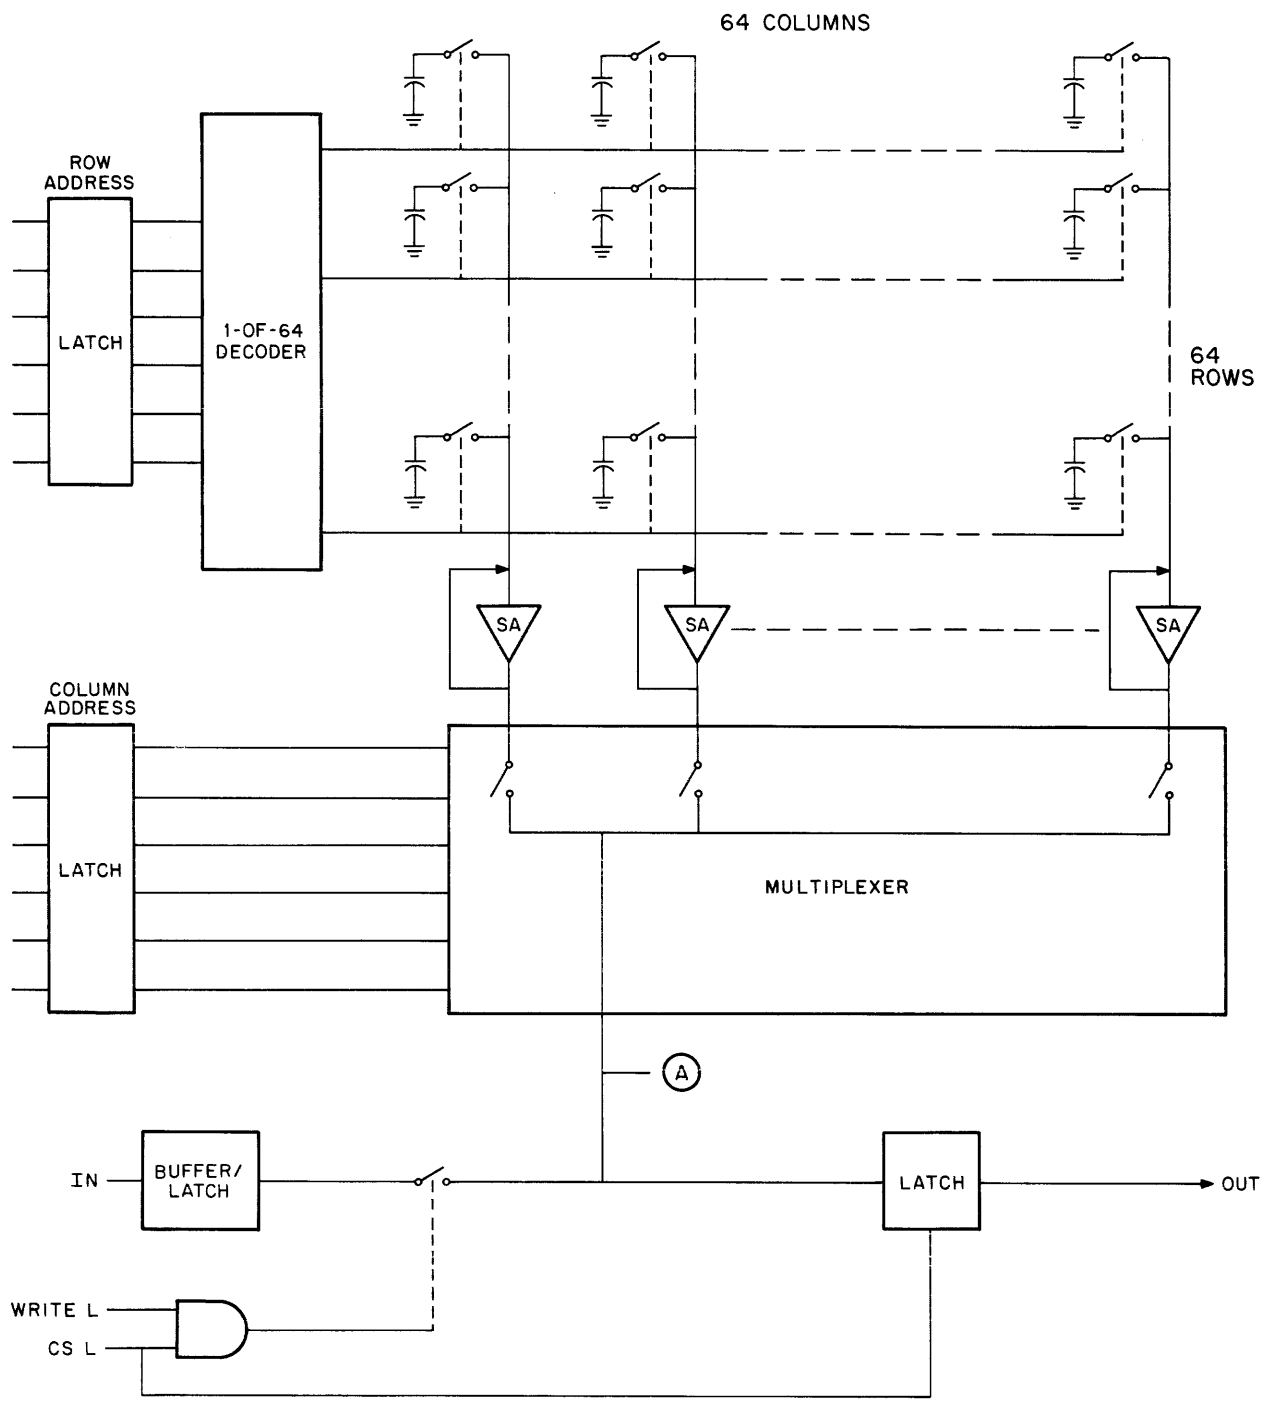 64 COLUMNS
ROW
ADDRESS
LATCH
1-OF-64
DECODER
64
ROWS
SA
SA
SA
COLUMN
ADDRESS
LATCH
MULTIPLEXER
A
IN
BUFFER/
LATCH
LATCH
OUT
WRITE L
CS L